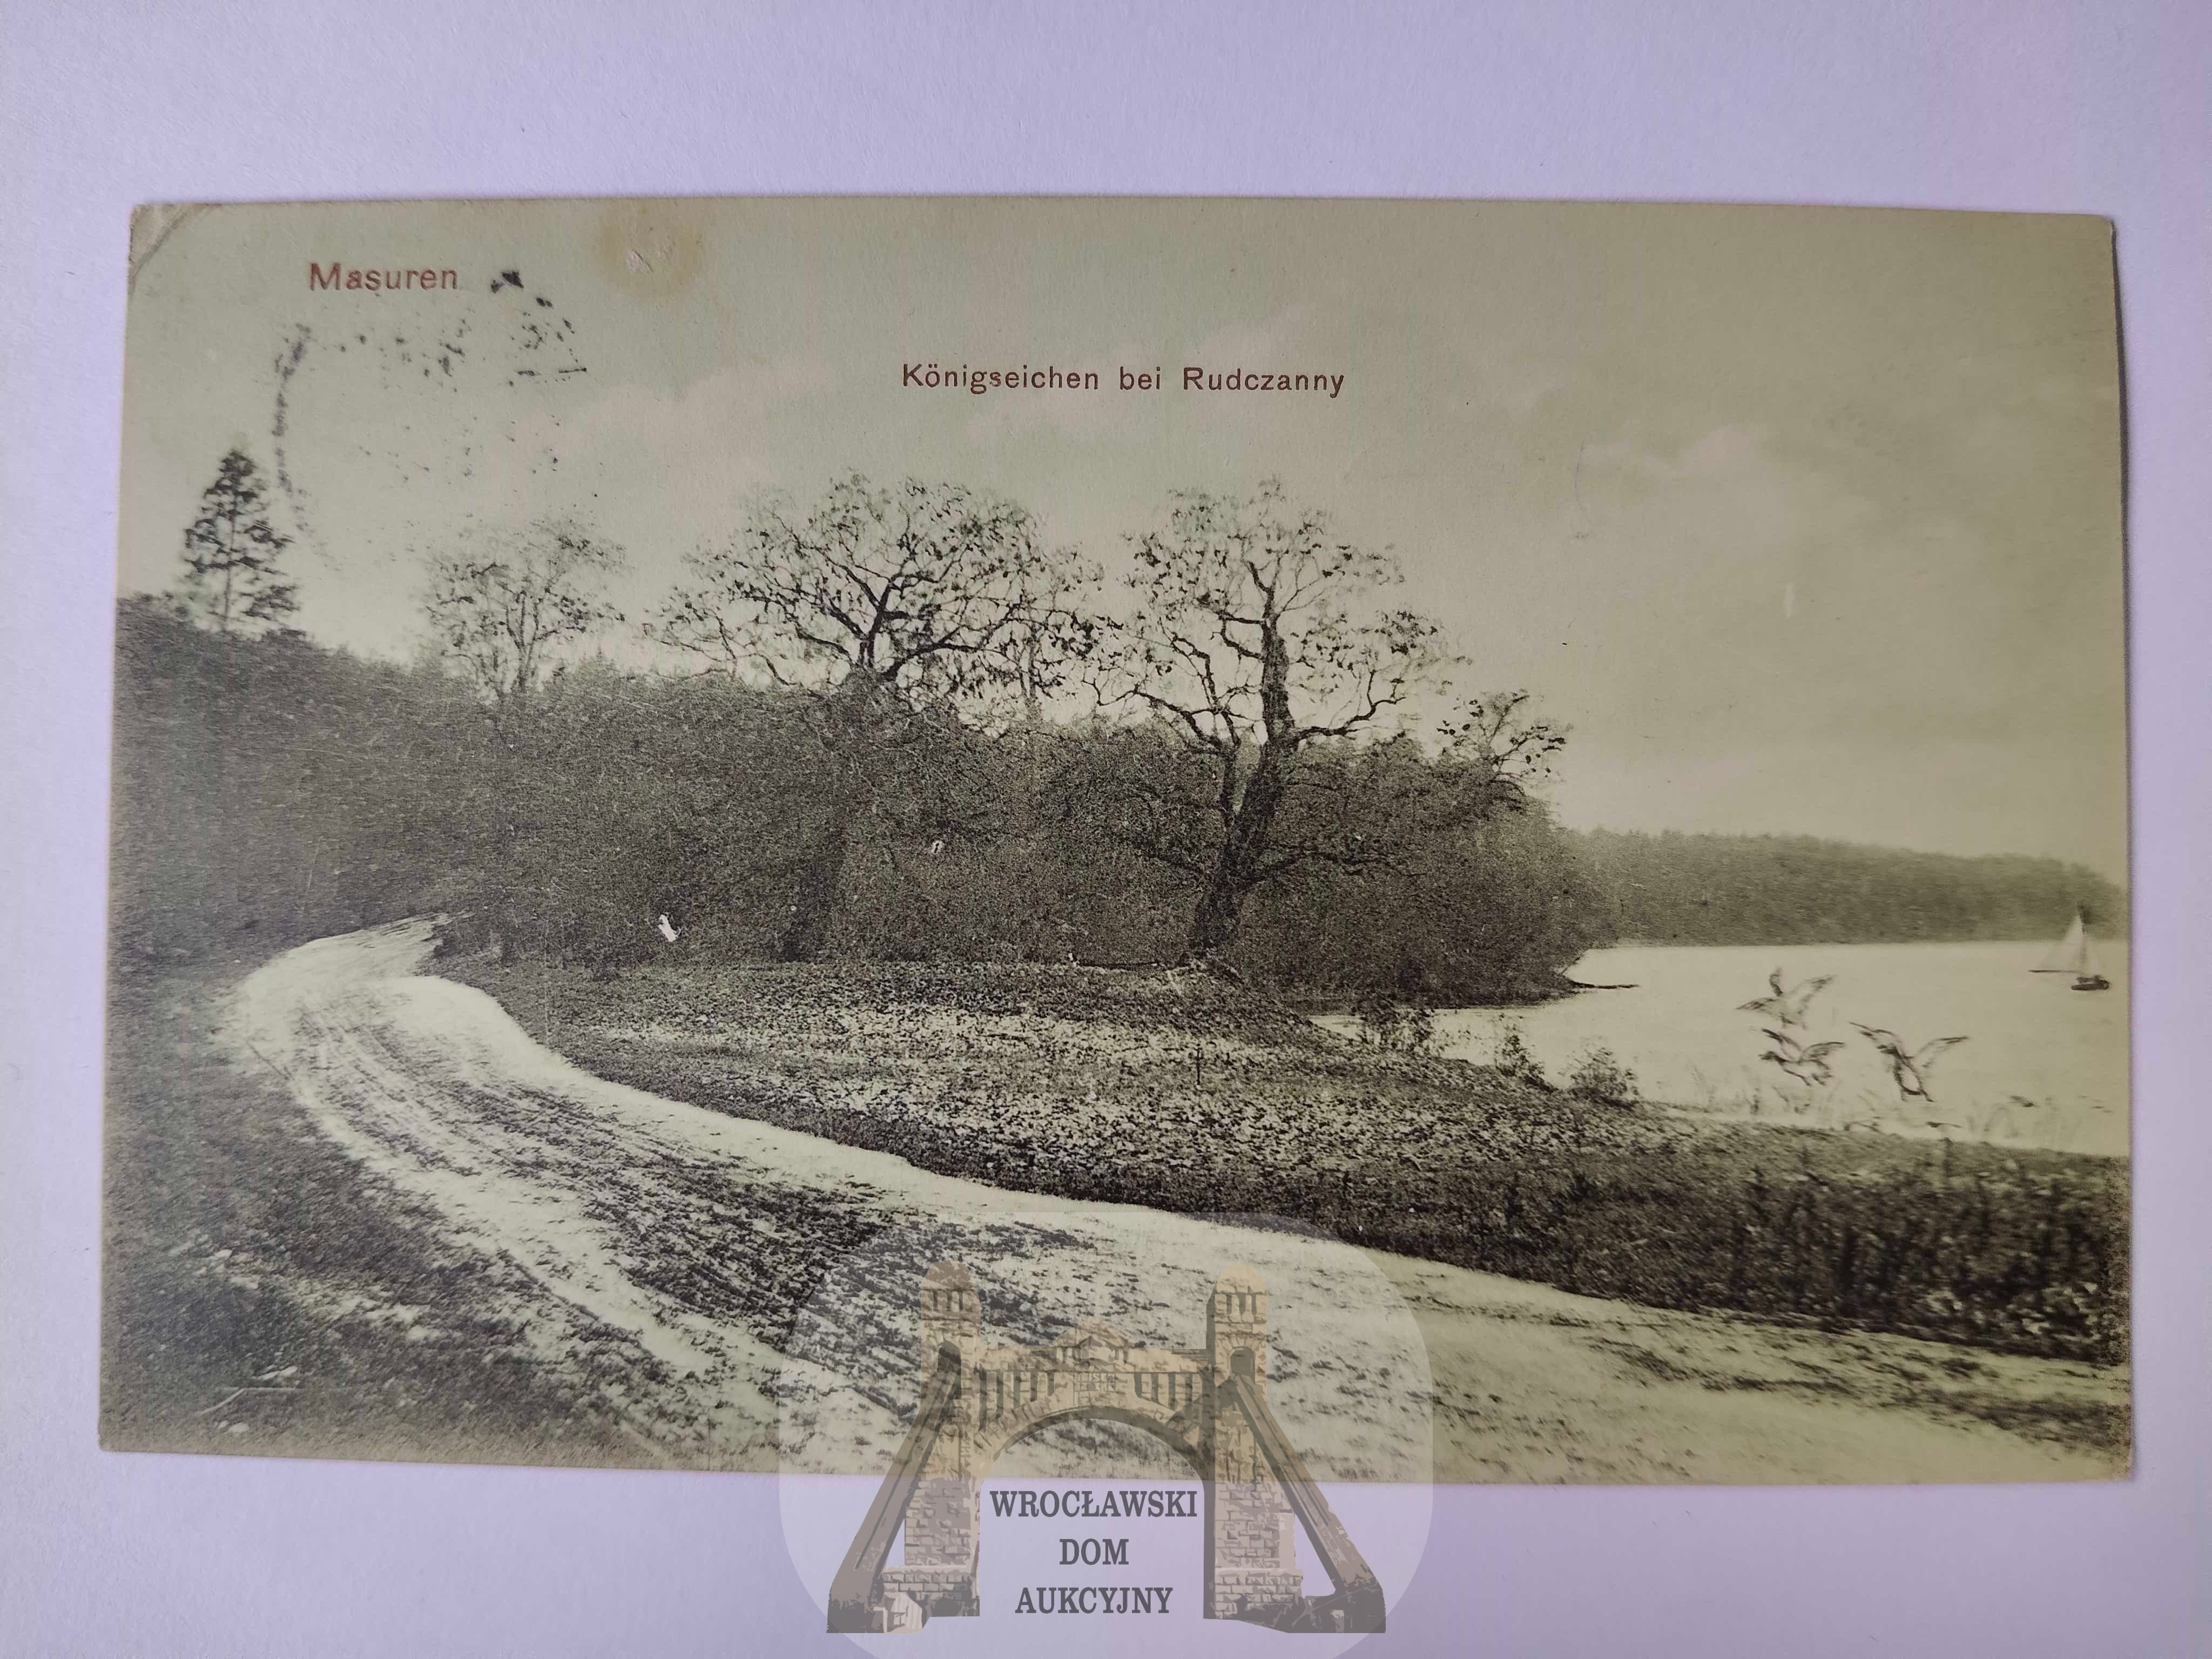 Masuren
Königseichen bei Rudczanny
WROCŁAWSKI
DOM
AUKCYJNY